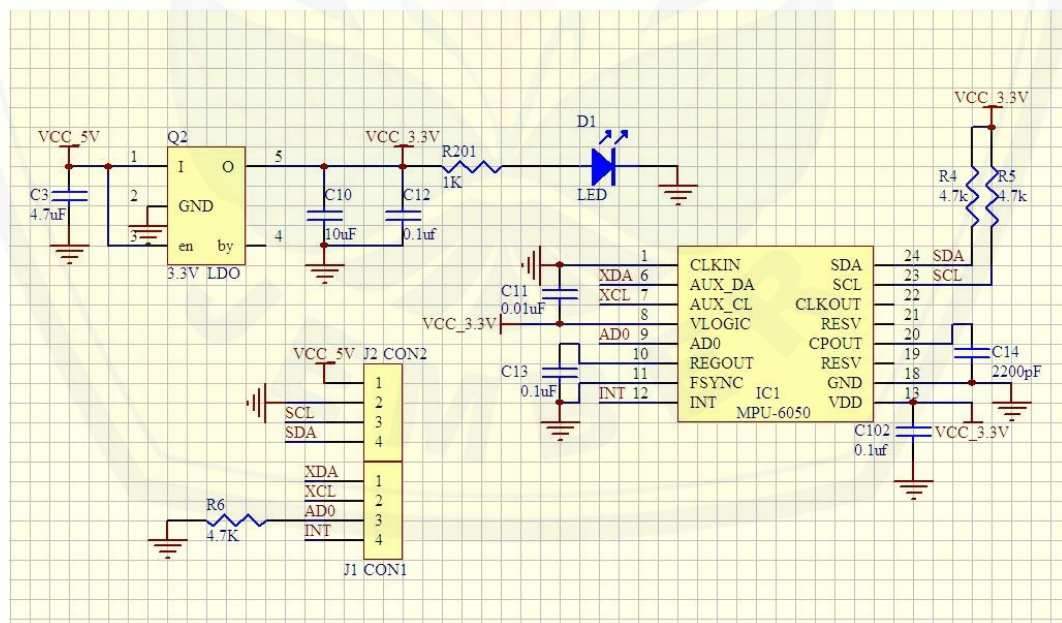 VCC_5V
Q2
1
I
O
5
C3
4.7uF
2
GND
3
en
by
4
3.3V LDO
C10
10uF
VCC_3.3V
C12
0.1uf
R201
1K
D1
LED
VCC_3.3V
R4
4.7k
R5
4.7k
1
CLKIN
SDA
24
SDA
XDA
6
AUX_DA
SCL
23
SCL
XCL
7
AUX_CL
CLKOUT
22
C11
0.01uF
VCC_3.3V
8
VLOGIC
RESV
21
AD0
9
AD0
CPOUT
20
10
REGOUT
RESV
19
C13
0.1uF
11
FSYNC
GND
18
INT
12
INT
VDD
13
IC1
MPU-6050
C14
2200pF
C102
0.1uf
VCC_3.3V
VCC_5V
J2 CON2
1
2
SCL
3
SDA
4
XDA
1
XCL
2
R6
4.7K
AD0
3
INT
4
J1 CON1